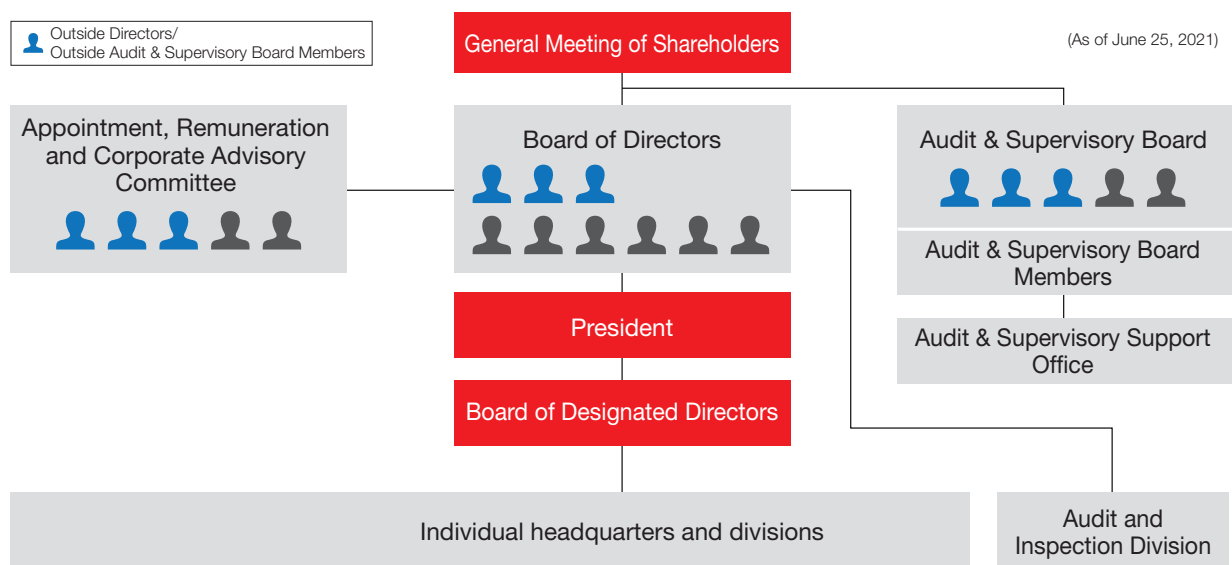 Outside Directors/
Outside Audit & Supervisory Board Members
General Meeting of Shareholders
(As of June 25, 2021)
Appointment, Remuneration
and Corporate Advisory
Committee
Board of Directors
Audit & Supervisory Board
Audit & Supervisory Board
Members
Audit & Supervisory Support
Office
President
Board of Designated Directors
Individual headquarters and divisions
Audit and
Inspection Division